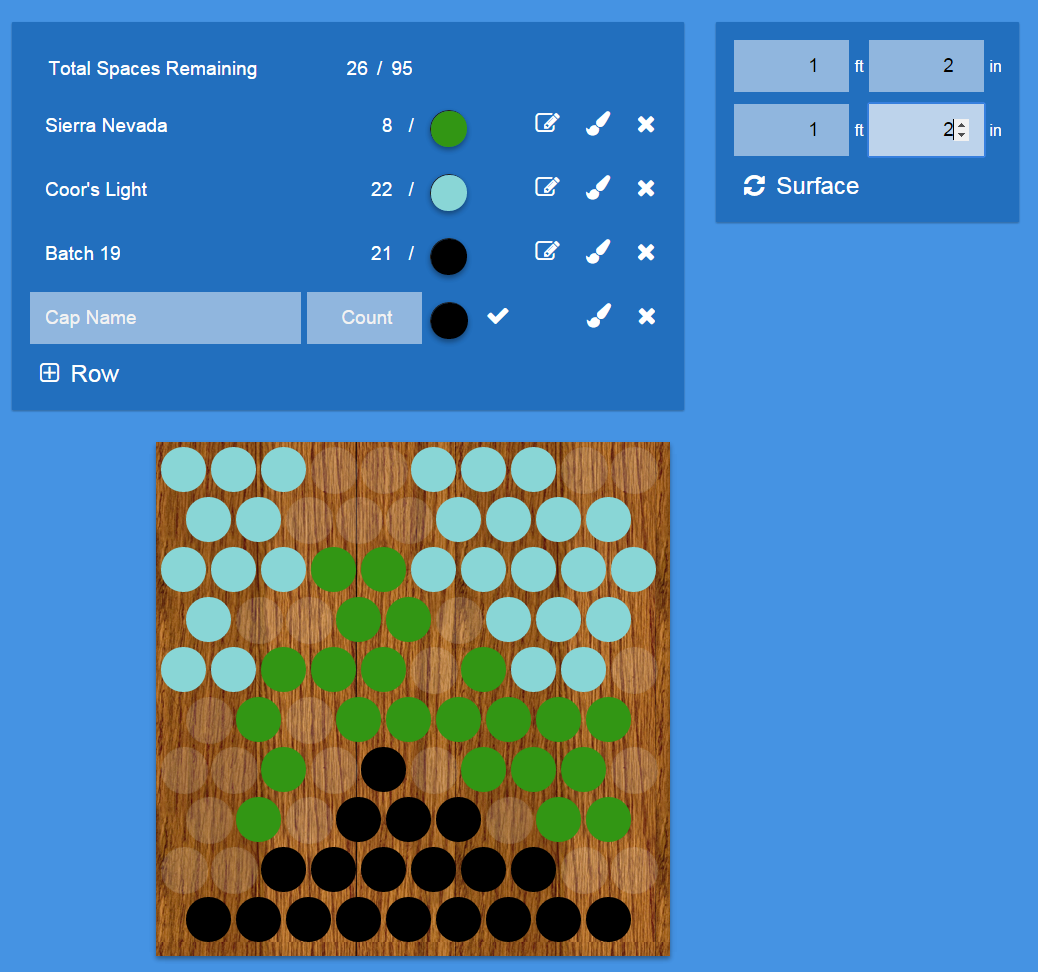 Total Spaces Remaining 26 / 95
Sierra Nevada 8 /
Coor's Light 22 /
Batch 19 21 /
Cap Name Count
Row
1 ft 2 in
1 ft 2 in
Surface